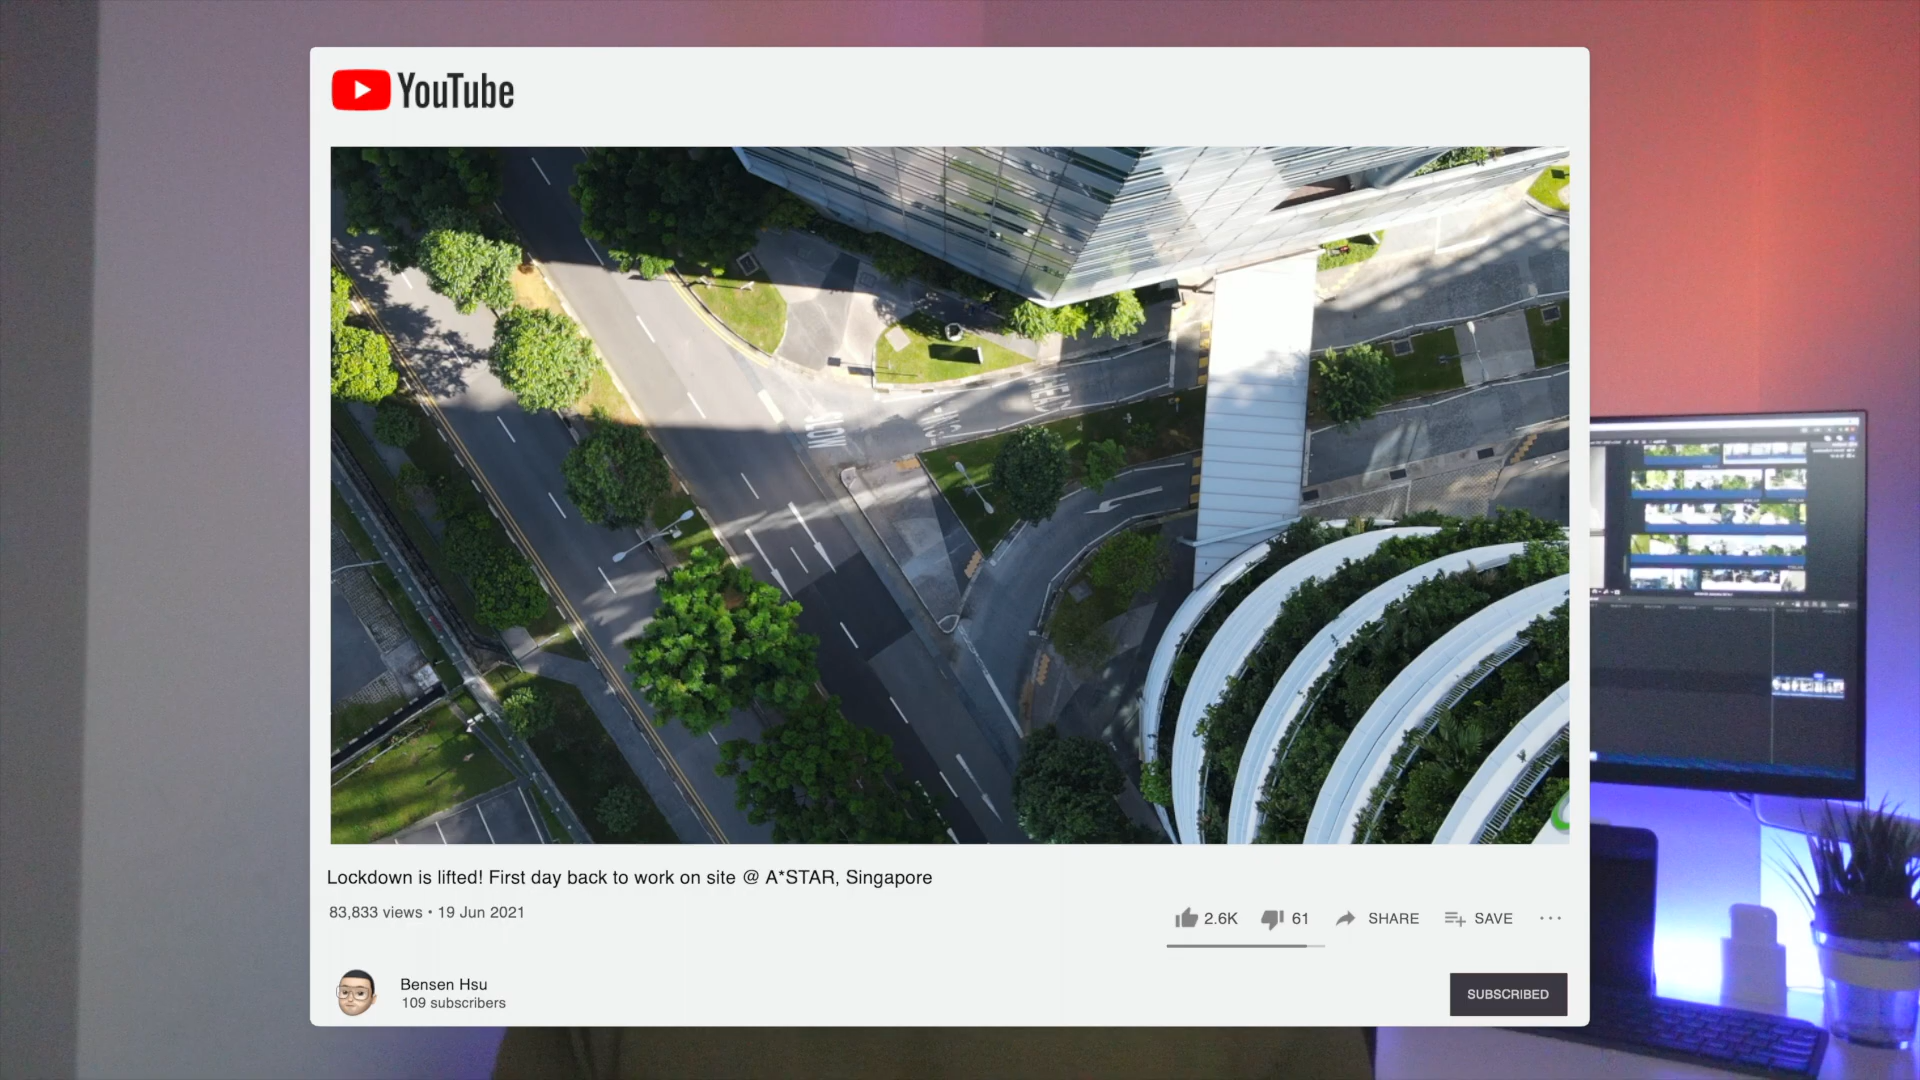 YouTube
SLOW
Lockdown is lifted! First day back to work on site @ A*STAR, Singapore
83,833 views • 19 Jun 2021
2.6K 61 SHARE SAVE ...
Bensen Hsu
109 subscribers
SUBSCRIBED